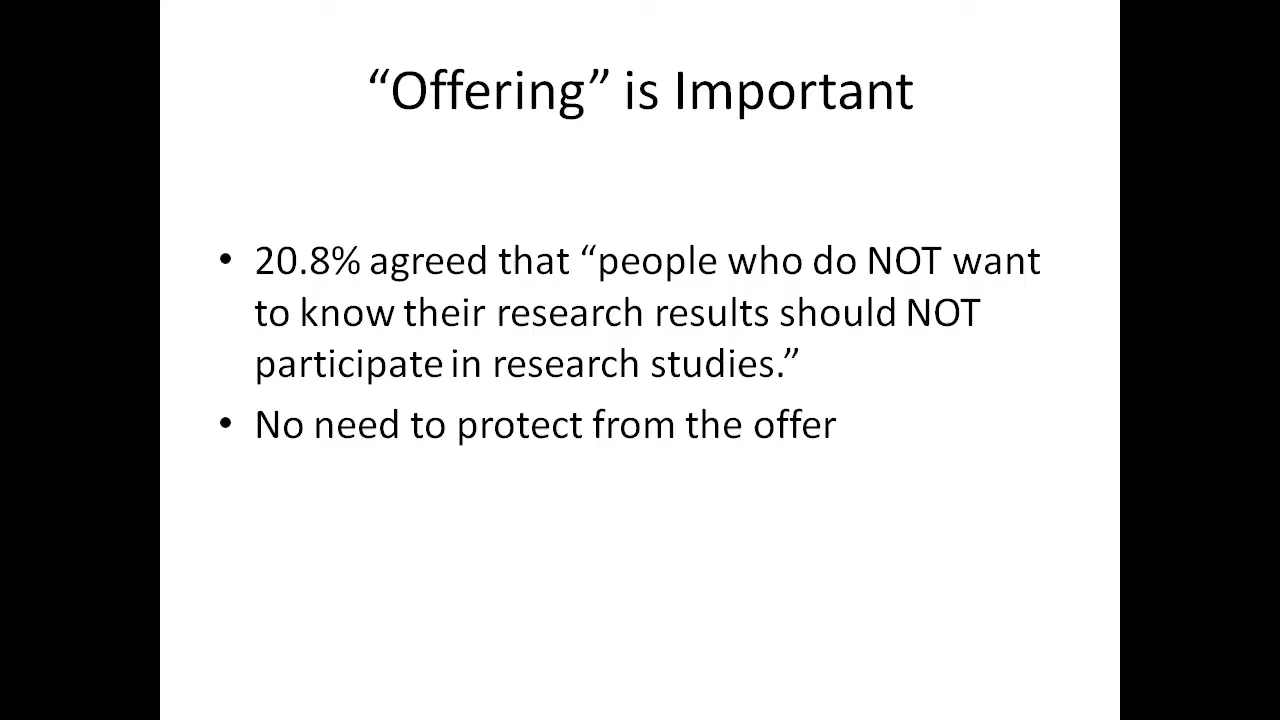 “Offering” is Important
• 20.8% agreed that “people who do NOT want
to know their research results should NOT
participate in research studies.”
• No need to protect from the offer